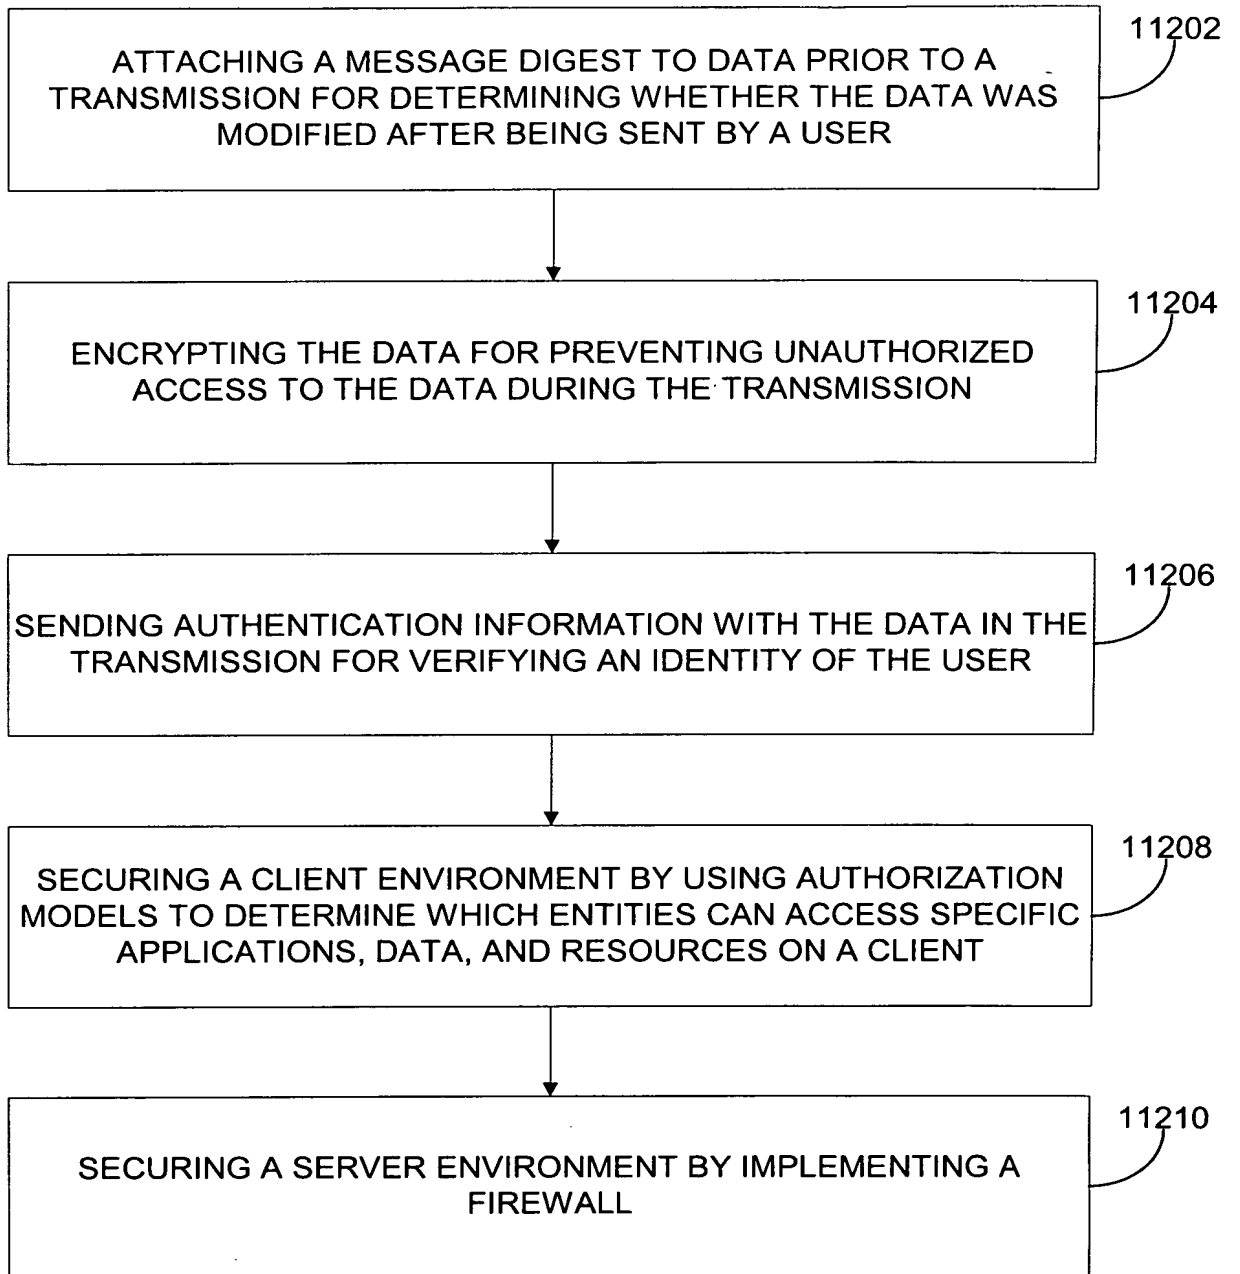 11202
ATTACHING A MESSAGE DIGEST TO DATA PRIOR TO A
TRANSMISSION FOR DETERMINING WHETHER THE DATA WAS
MODIFIED AFTER BEING SENT BY A USER
11204
ENCRYPTING THE DATA FOR PREVENTING UNAUTHORIZED
ACCESS TO THE DATA DURING THE TRANSMISSION
11206
SENDING AUTHENTICATION INFORMATION WITH THE DATA IN THE
TRANSMISSION FOR VERIFYING AN IDENTITY OF THE USER
11208
SECURING A CLIENT ENVIRONMENT BY USING AUTHORIZATION
MODELS TO DETERMINE WHICH ENTITIES CAN ACCESS SPECIFIC
APPLICATIONS, DATA, AND RESOURCES ON A CLIENT
11210
SECURING A SERVER ENVIRONMENT BY IMPLEMENTING A
FIREWALL